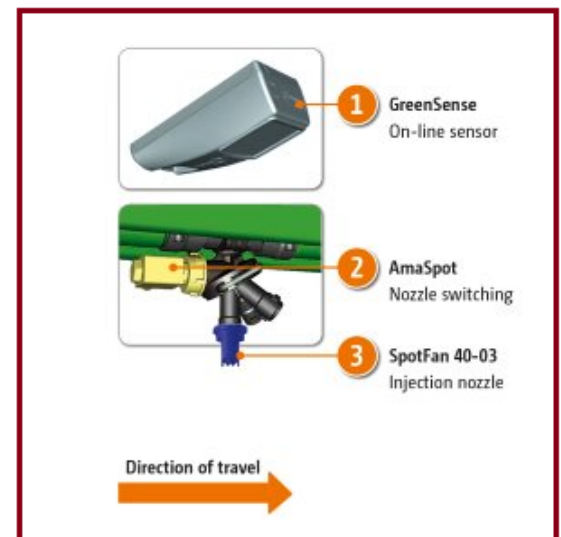 1
GreenSense
On-line sensor
2
AmaSpot
Nozzle switching
3
SpotFan 40-03
Injection nozzle
Direction of travel